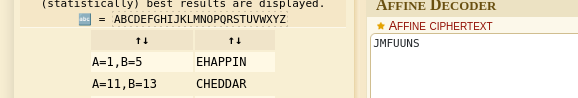 (statistically) best results are displayed.
🔤 = ABCDEFGHIJKLMNOPQRSTUVWXYZ
↑↓ ↑↓
A=1,B=5 EHAPPIN
A=11,B=13 CHEDDAR
AFFINE DECODER
★ AFFINE CIPHERTEXT
JMFUUNS